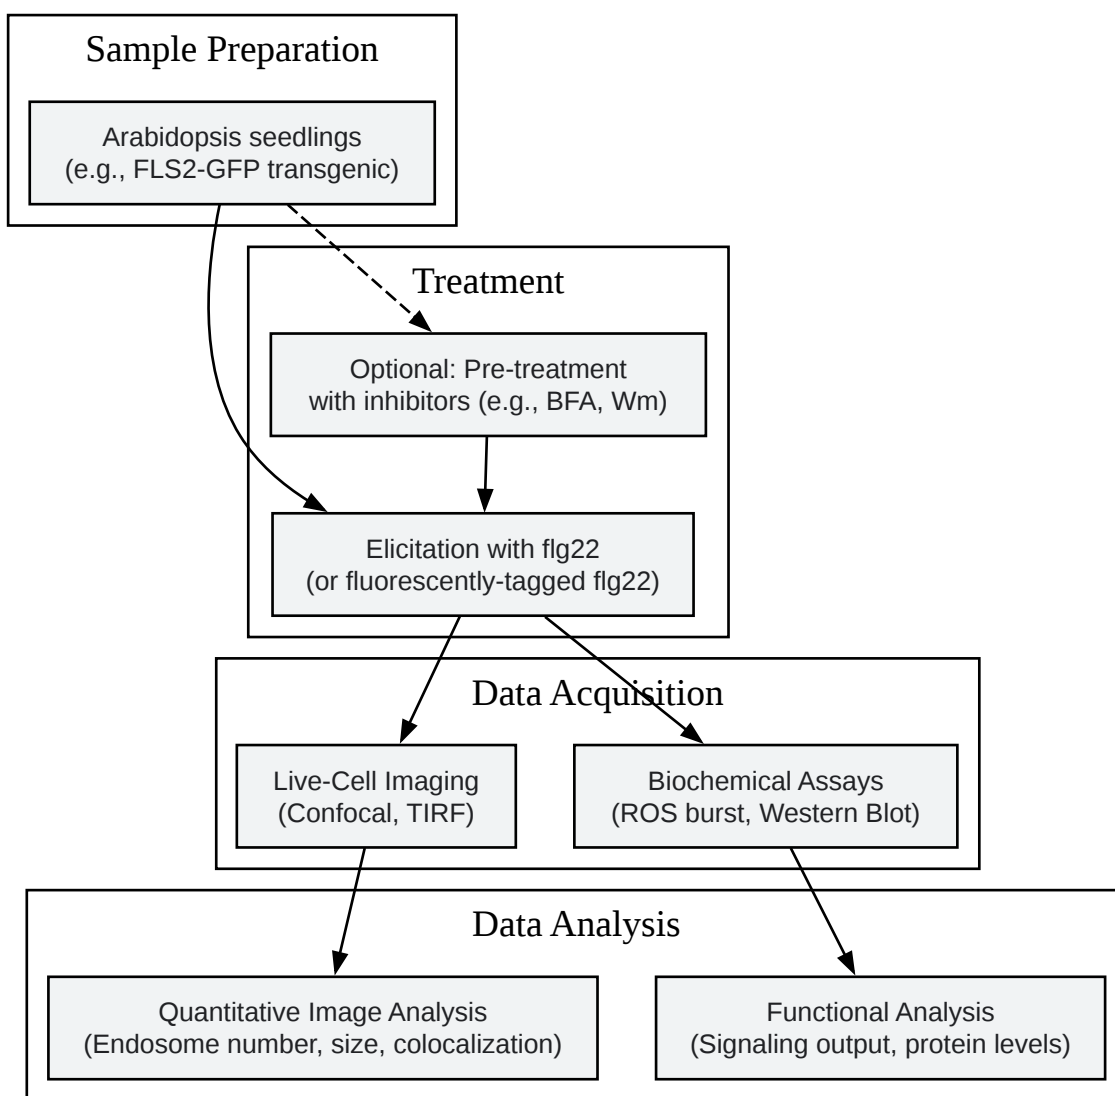 Sample Preparation
Arabidopsis seedlings
(e.g., FLS2-GFP transgenic)
Treatment
Optional: Pre-treatment
with inhibitors (e.g., BFA, Wm)
Elicitation with flg22
(or fluorescently-tagged flg22)
Data Acquisition
Live-Cell Imaging
(Confocal, TIRF)
Biochemical Assays
(ROS burst, Western Blot)
Data Analysis
Quantitative Image Analysis
(Endosome number, size, colocalization)
Functional Analysis
(Signaling output, protein levels)